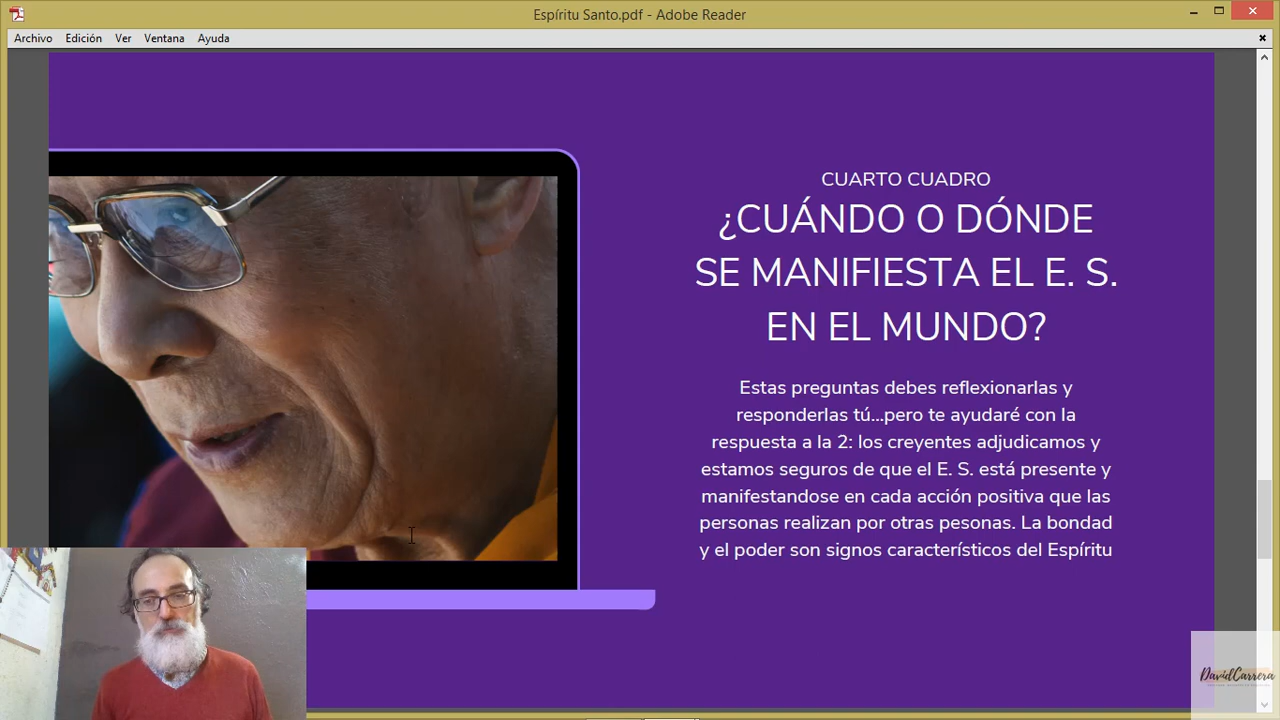 Espíritu Santo.pdf - Adobe Reader
Archivo Edición Ver Ventana Ayuda
CUARTO CUADRO
¿CUÁNDO O DÓNDE
SE MANIFIESTA EL E. S.
EN EL MUNDO?
Estas preguntas debes reflexionarlas y
responderlas tú...pero te ayudaré con la
respuesta a la 2: los creyentes adjudicamos y
estamos seguros de que el E. S. está presente y
manifestandose en cada acción positiva que las
personas realizan por otras pesonas. La bondad
y el poder son signos característicos del Espíritu
DavidCarrera